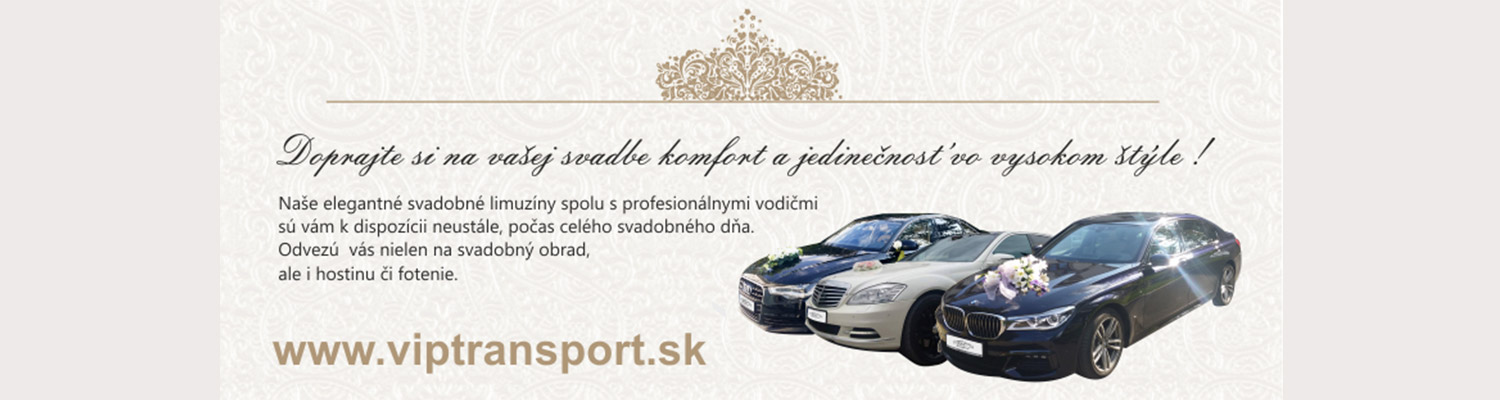 Doprajte si na vašej svadbe komfort a jedinečnosť vo vysokom štýle !
Naše elegantné svadobné limuzíny spolu s profesionálnymi vodičmi
sú vám k dispozícii neustále, počas celého svadobného dňa.
Odvezú vás nielen na svadobný obrad,
ale i hostinu či fotenie.
www.viptransport.sk